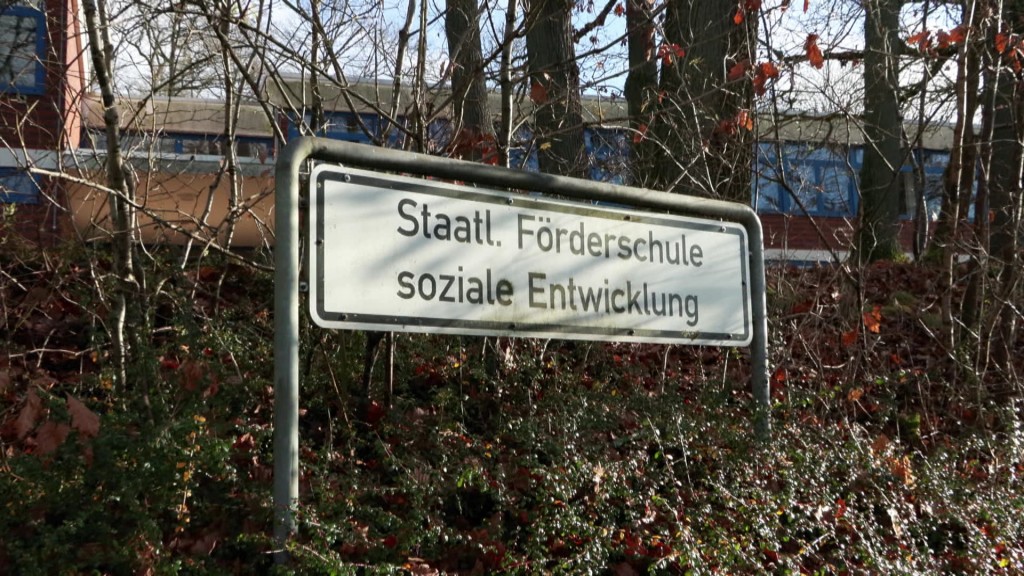 Staatl. Förderschule
soziale Entwicklung